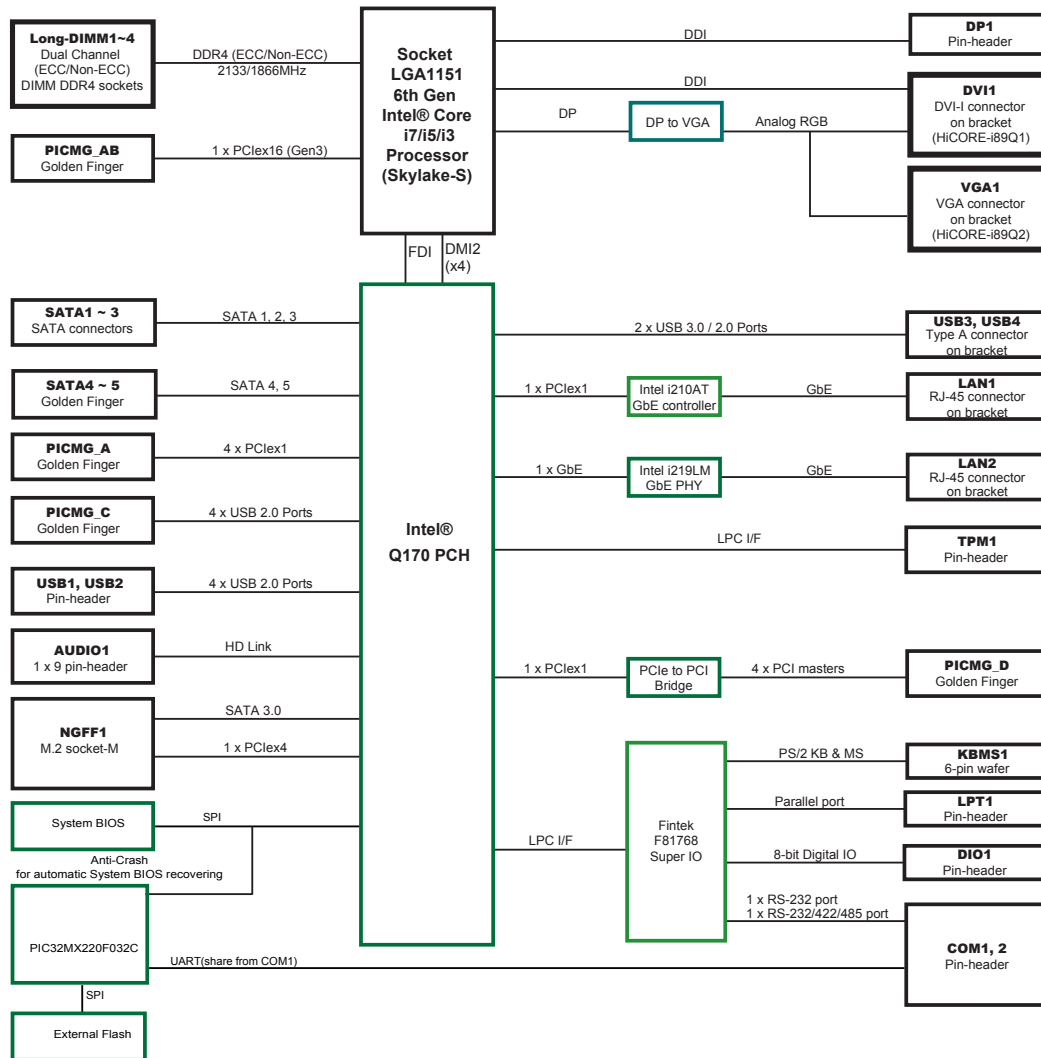 Long-DIMM1~4
Dual Channel
(ECC/Non-ECC)
DIMM DDR4 sockets
DDR4 (ECC/Non-ECC)
2133/1866MHz
PICMG_AB
Golden Finger
1 x PCIex16 (Gen3)
Socket
LGA1151
6th Gen
Intel® Core
i7/i5/i3
Processor
(Skylake-S)
DDI
DP1
Pin-header
DDI
DVI1
DVI-I connector
on bracket
(HiCORE-i89Q1)
DP
DP to VGA
Analog RGB
VGA1
VGA connector
on bracket
(HiCORE-i89Q2)
FDI
DMI2
(x4)
SATA1 ~ 3
SATA connectors
SATA 1, 2, 3
SATA4 ~ 5
Golden Finger
SATA 4, 5
PICMG_A
Golden Finger
4 x PCIex1
PICMG_C
Golden Finger
4 x USB 2.0 Ports
USB1, USB2
Pin-header
4 x USB 2.0 Ports
AUDIO1
1 x 9 pin-header
HD Link
NGFF1
M.2 socket-M
SATA 3.0
1 x PCIex4
System BIOS
SPI
Anti-Crash
for automatic System BIOS recovering
PIC32MX220F032C
UART(share from COM1)
SPI
External Flash
Intel®
Q170 PCH
2 x USB 3.0 / 2.0 Ports
USB3, USB4
Type A connector
on bracket
1 x PCIex1
Intel i210AT
GbE controller
GbE
LAN1
RJ-45 connector
on bracket
1 x GbE
Intel i219LM
GbE PHY
GbE
LAN2
RJ-45 connector
on bracket
LPC I/F
TPM1
Pin-header
1 x PCIex1
PCIe to PCI
Bridge
4 x PCI masters
PICMG_D
Golden Finger
LPC I/F
Fintek
F81768
Super IO
PS/2 KB & MS
KBMS1
6-pin wafer
Parallel port
LPT1
Pin-header
8-bit Digital IO
DIO1
Pin-header
1 x RS-232 port
1 x RS-232/422/485 port
COM1, 2
Pin-header